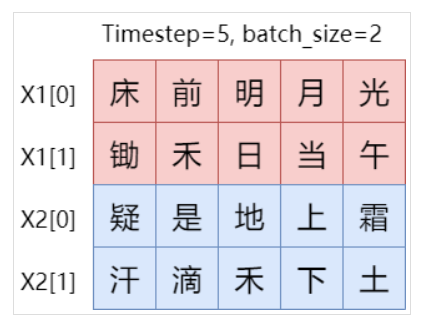 Timestep=5, batch_size=2
X1[0] 床 前 明 月 光
X1[1] 锄 禾 日 当 午
X2[0] 疑 是 地 上 霜
X2[1] 汗 滴 禾 下 土